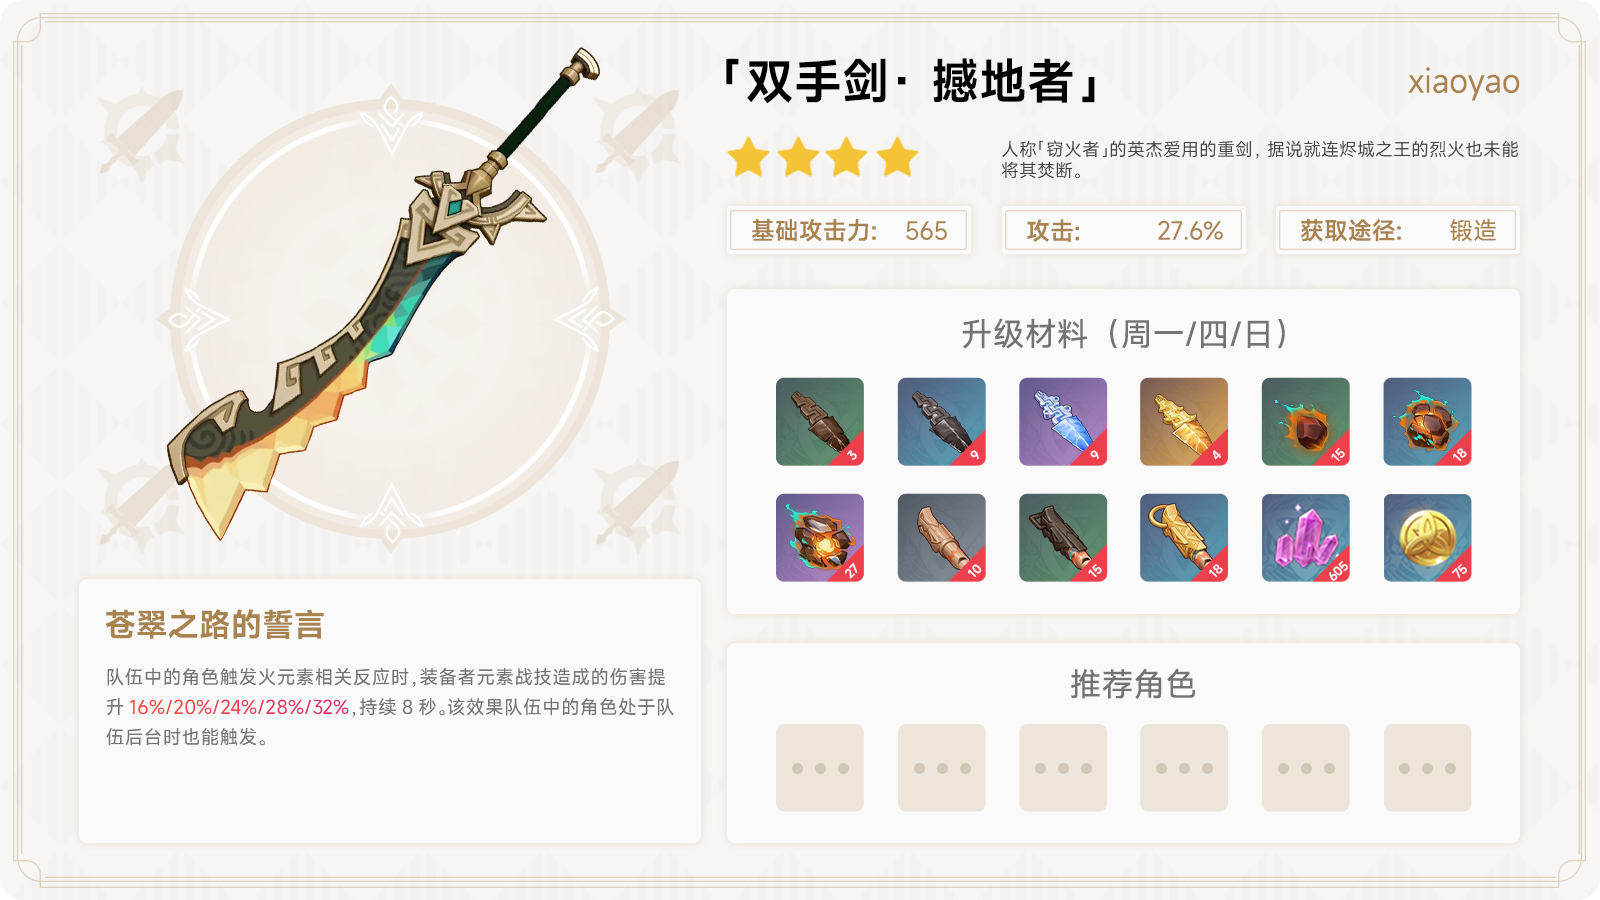 「双手剑· 撼地者」
xiaoyao
人称「窃火者」的英杰爱用的重剑，据说就连烬城之王的烈火也未能
将其焚断。
基础攻击力: 565
攻击: 27.6%
获取途径: 锻造
升级材料（周一/四/日）
3
9
9
4
15
18
27
10
15
18
605
75
苍翠之路的誓言
队伍中的角色触发火元素相关反应时,装备者元素战技造成的伤害提
升 16%/20%/24%/28%/32%,持续 8 秒。该效果队伍中的角色处于队
伍后台时也能触发。
推荐角色